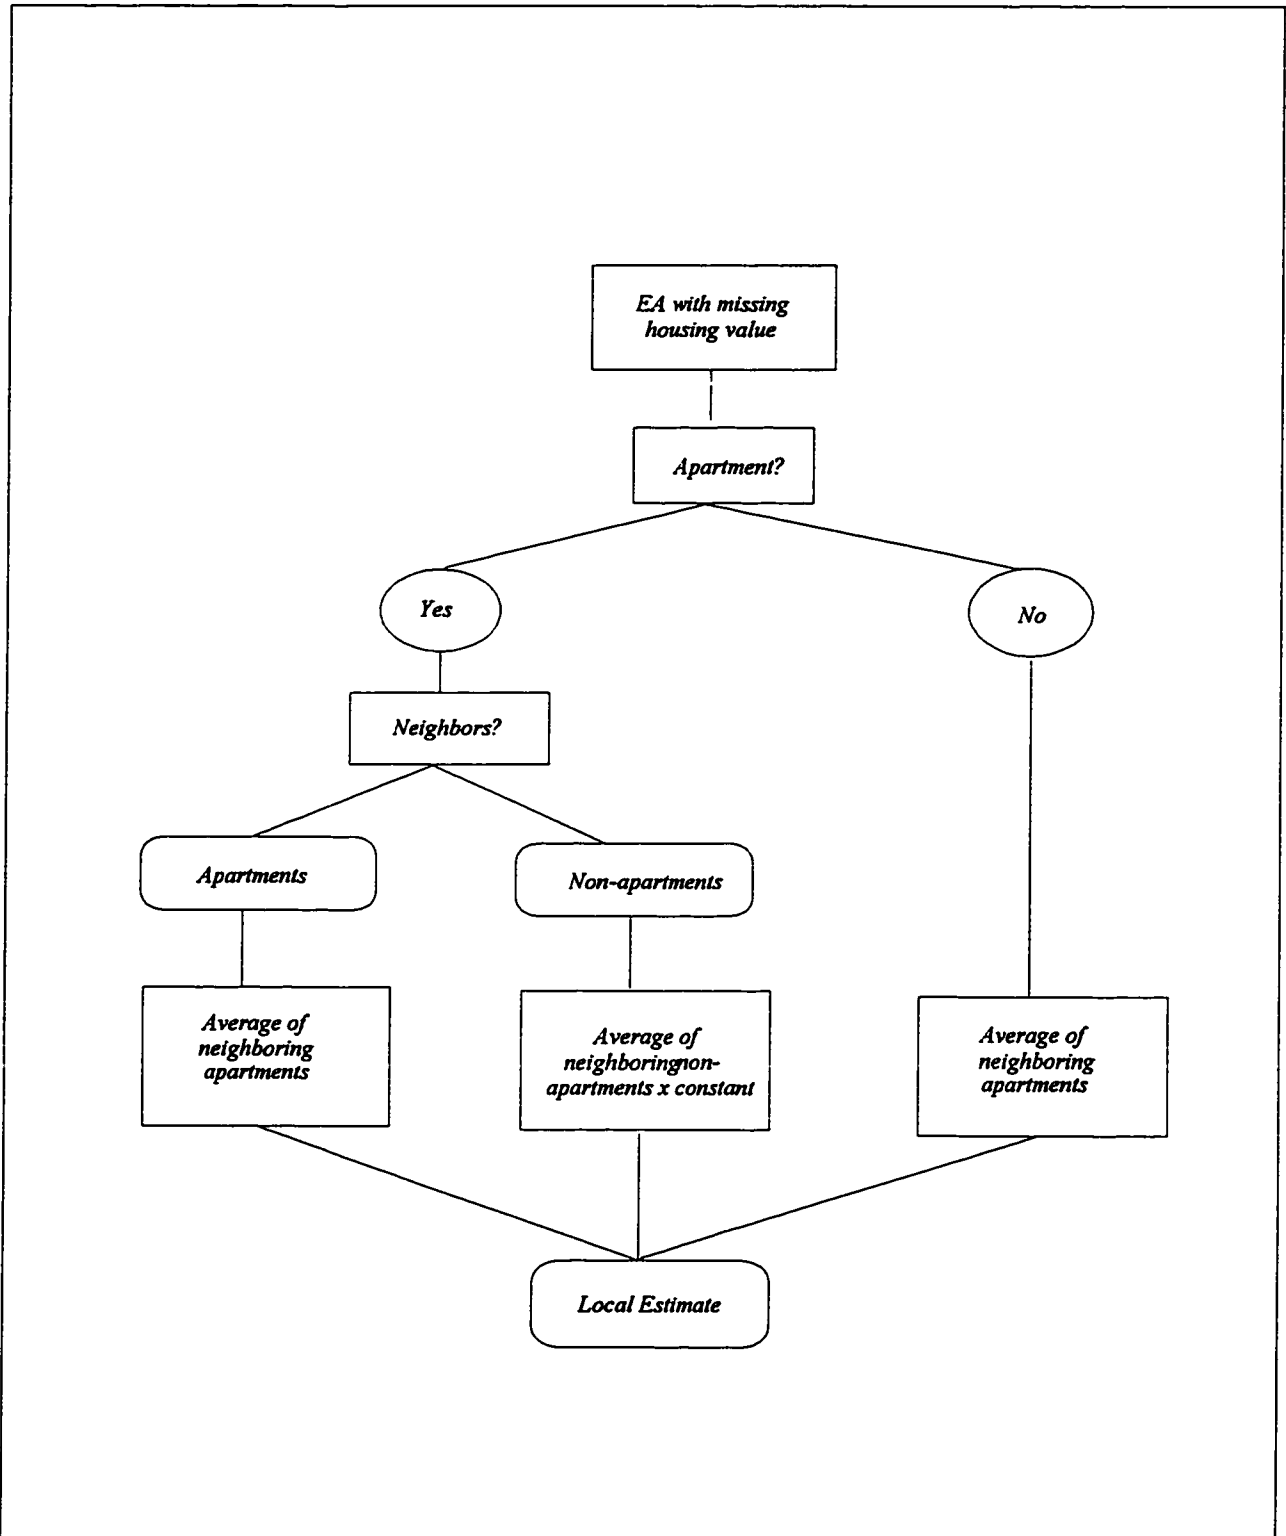 EA with missing
housing value
Apartment?
Yes
No
Neighbors?
Apartments
Non-apartments
Average of
neighboring
apartments
Average of
neighboringnon-
apartments x constant
Average of
neighboring
apartments
Local Estimate